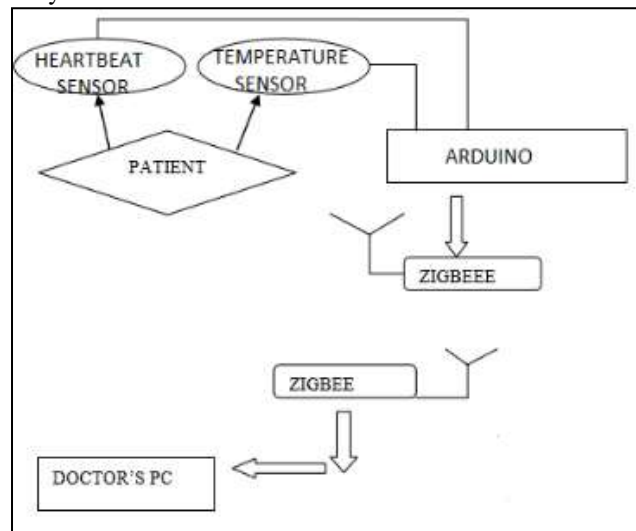 HEARTBEAT
SENSOR
TEMPERATURE
SENSOR
PATIENT
ARDUINO
ZIGBEEE
ZIGBEE
DOCTOR'S PC